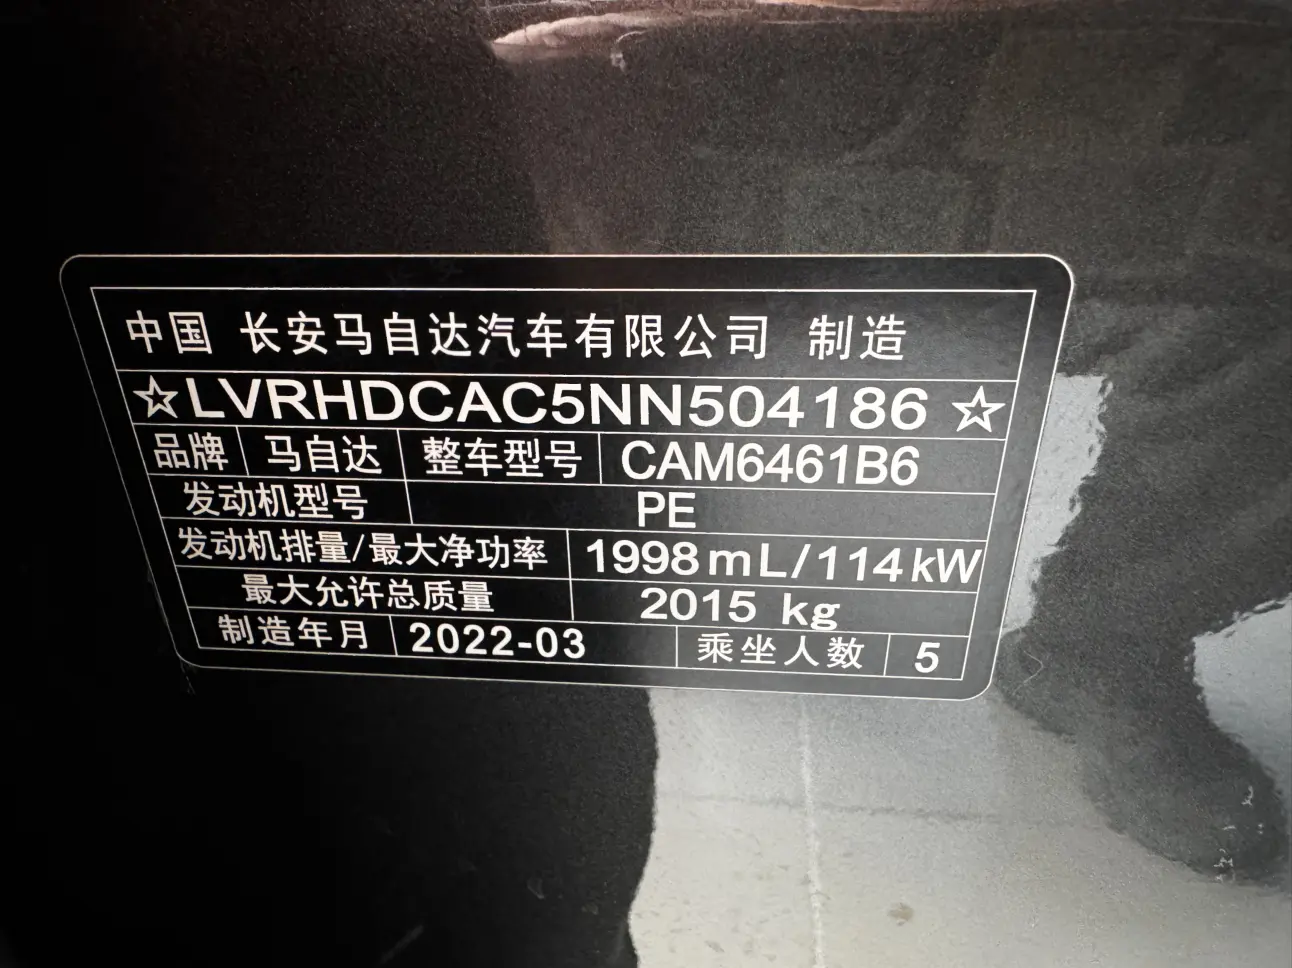 中国 长安马自达汽车有限公司 制造
☆LVRHDCAC5NN504186☆
品牌 马自达 整车型号 CAM6461B6
发动机型号 PE
发动机排量/最大净功率 1998mL/114kW
最大允许总质量 2015 kg
制造年月 2022-03 乘坐人数 5